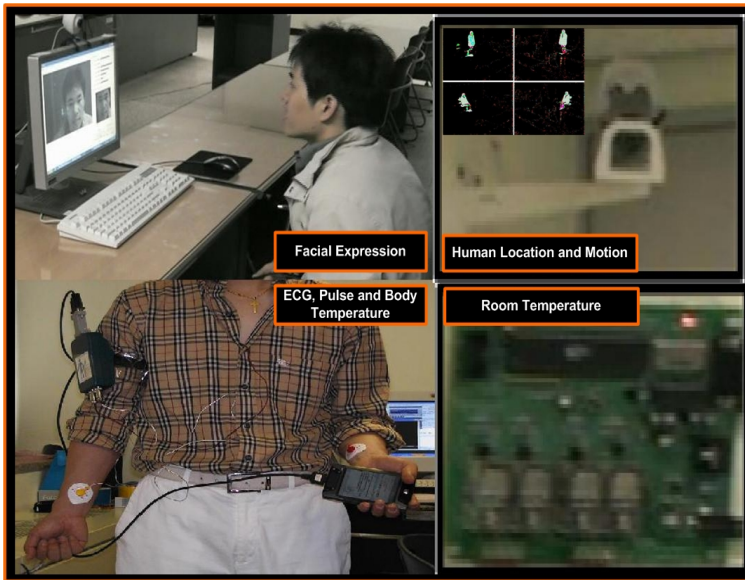 Facial Expression
Human Location and Motion
ECG, Pulse and Body
Temperature
Room Temperature